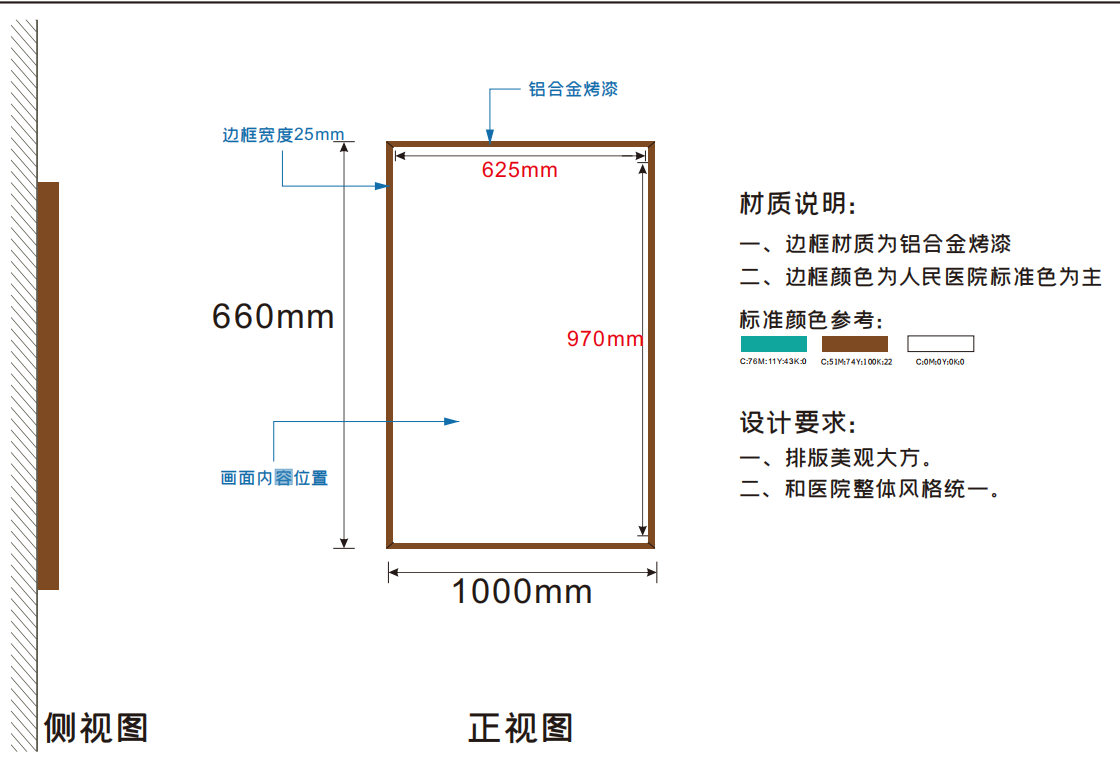 铝合金烤漆
边框宽度25mm
625mm
660mm
970mm
画面内容位置
1000mm
侧视图
正视图
材质说明:
一、边框材质为铝合金烤漆
二、边框颜色为人民医院标准色为主
标准颜色参考:
C:76M:11Y:43K:0
C:51M:74Y:100K:22
C:0M:0Y:0K:0
设计要求:
一、排版美观大方。
二、和医院整体风格统一。